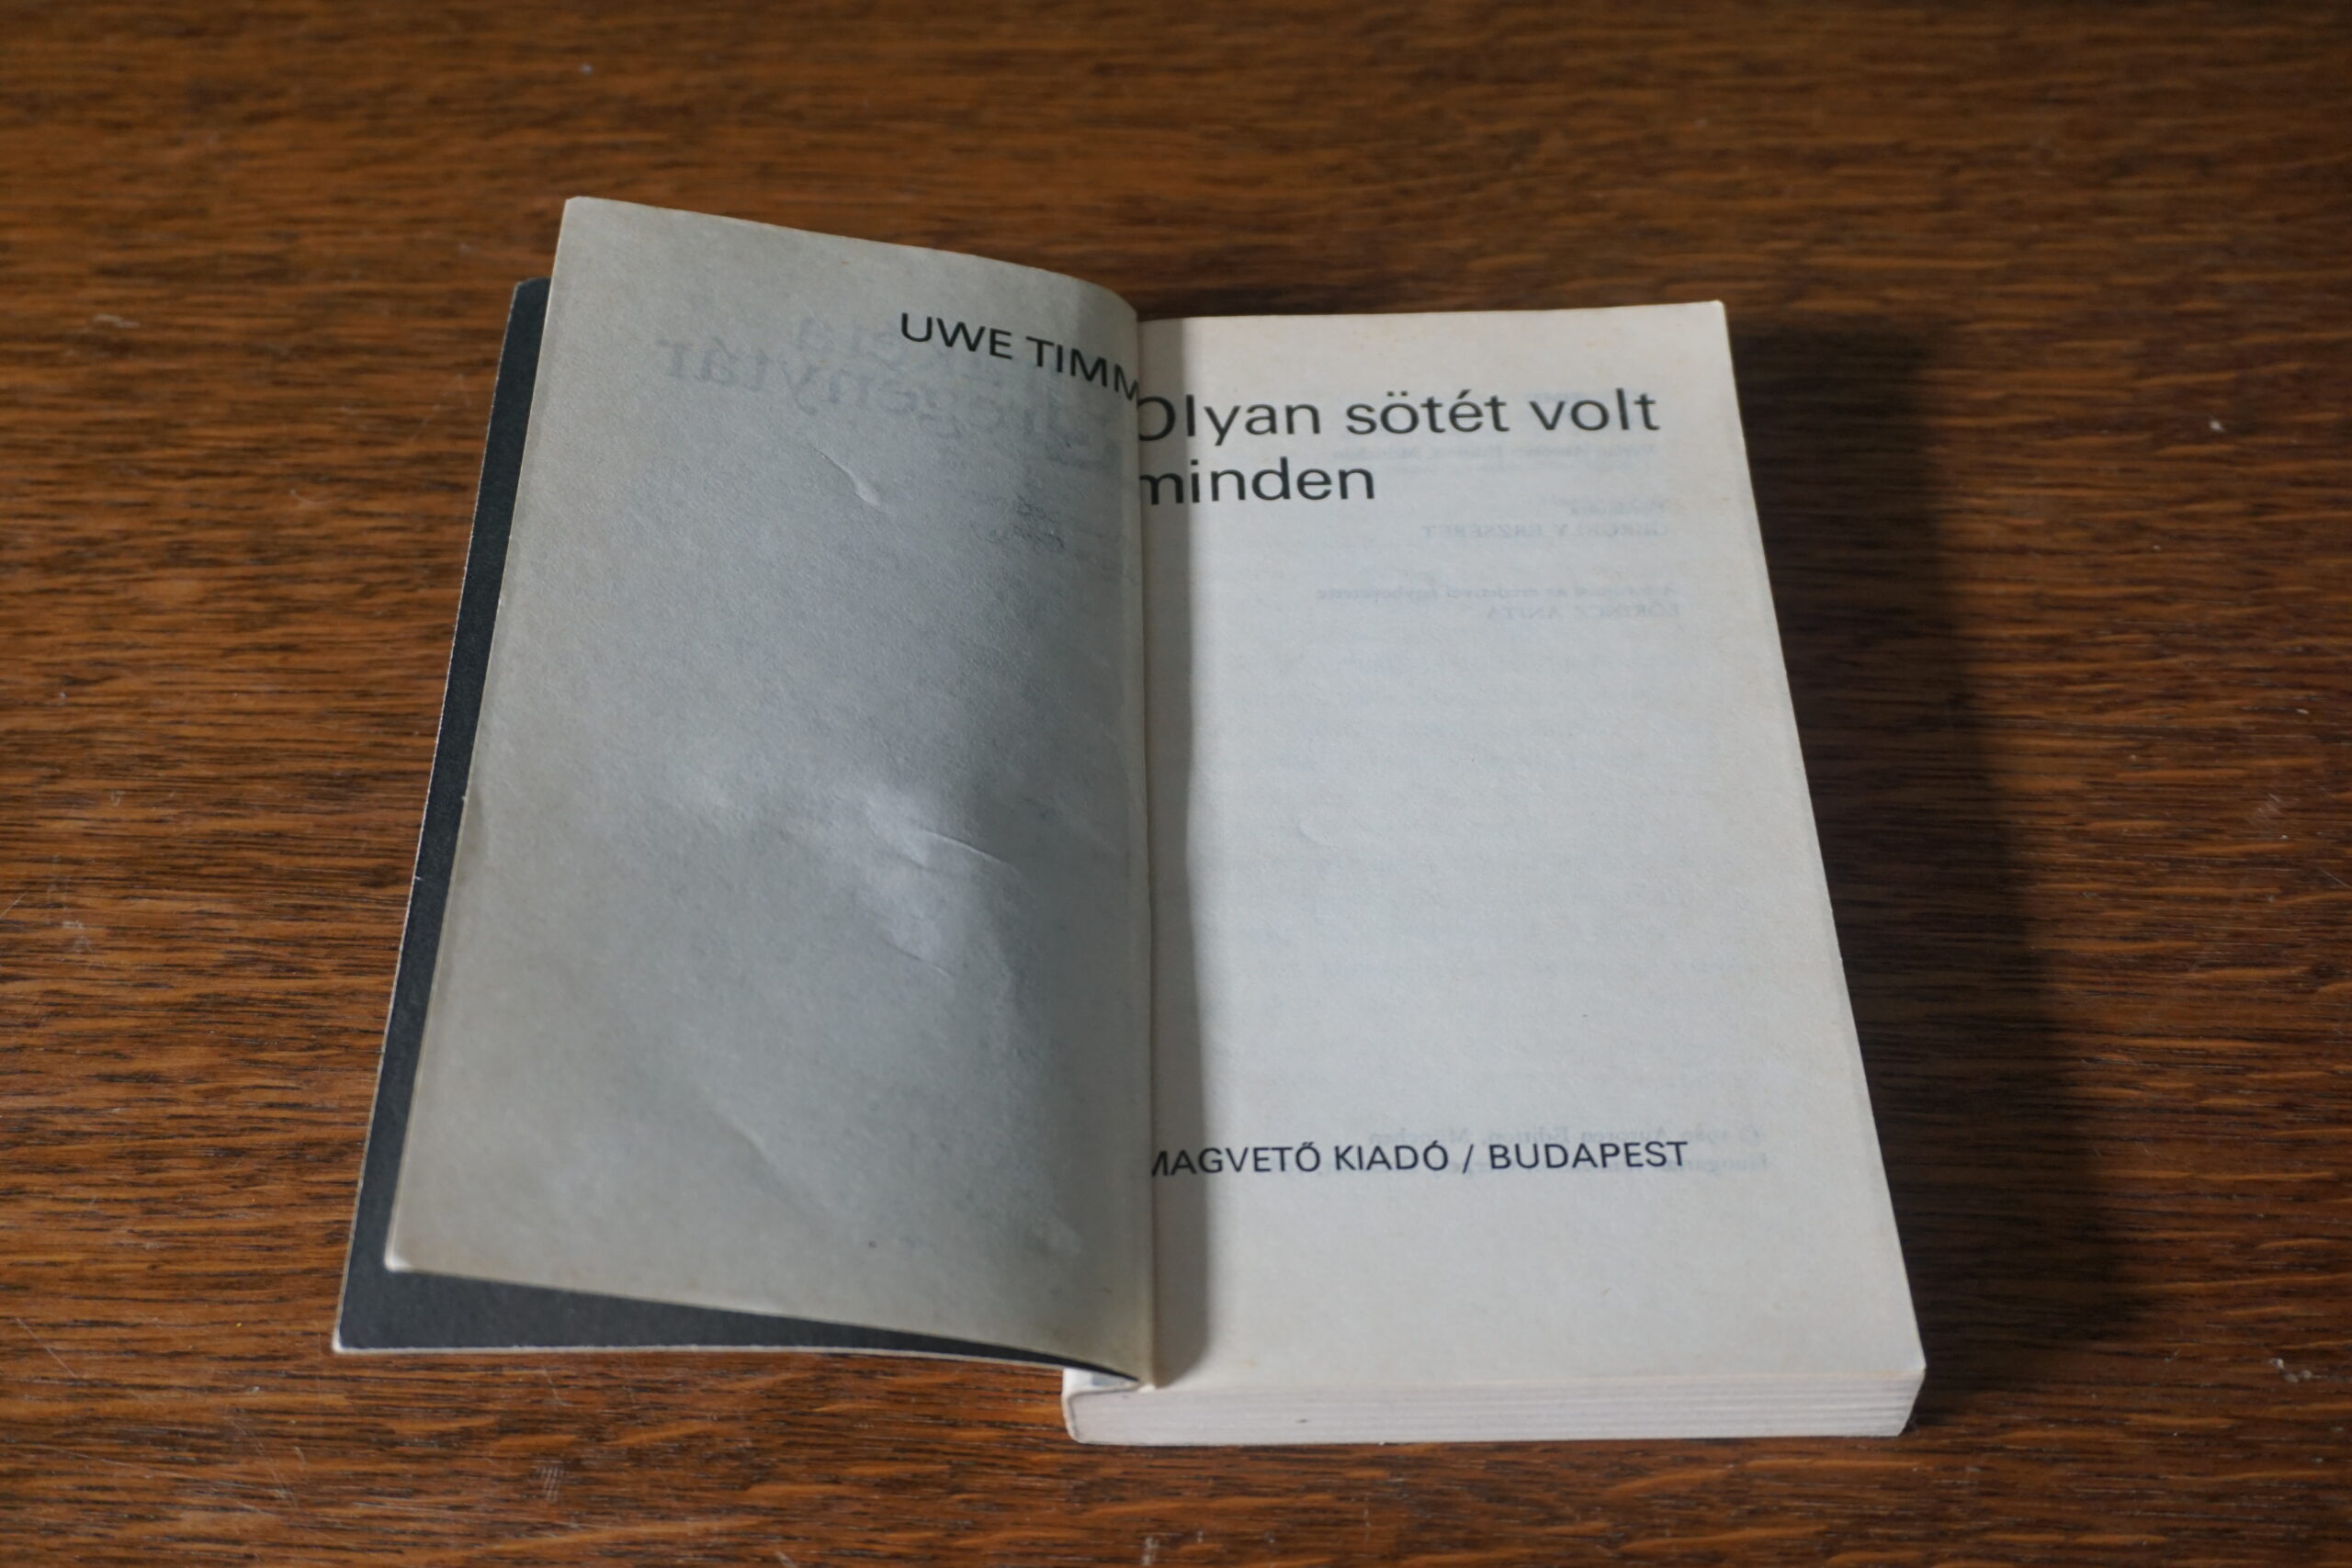 UWE TIMM
Olyan sötét volt
minden
MAGVETŐ KIADÓ / BUDAPEST